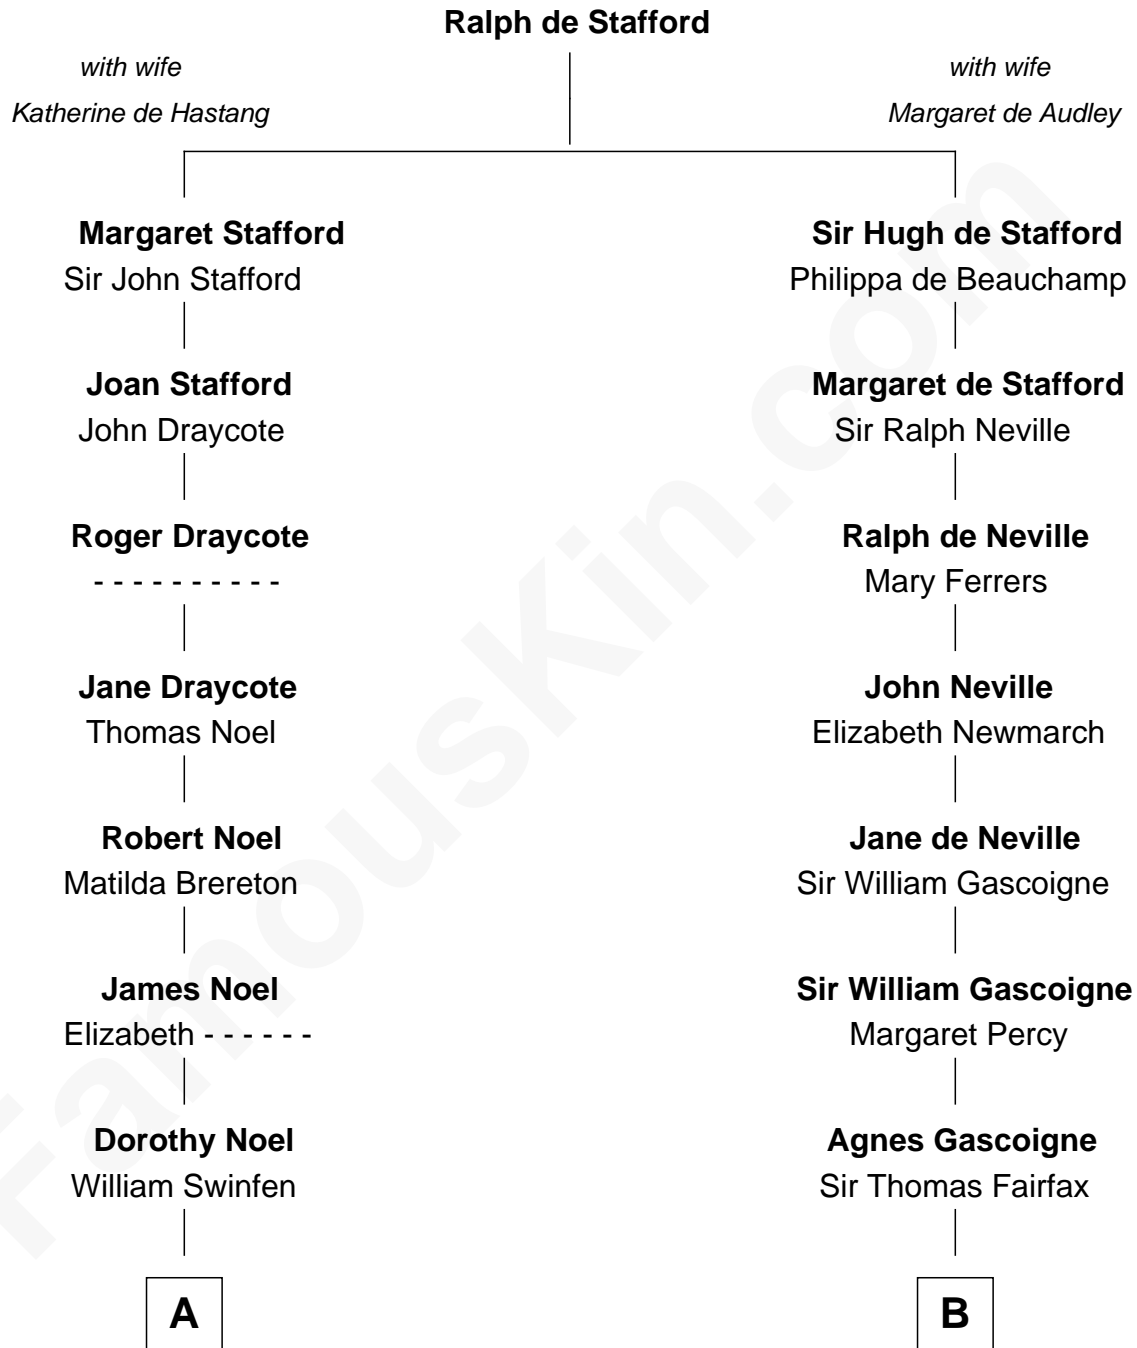 Ralph de Stafford
with wife
Katherine de Hastang
with wife
Margaret de Audley
Margaret Stafford
Sir John Stafford
Sir Hugh de Stafford
Philippa de Beauchamp
Joan Stafford
John Draycote
Margaret de Stafford
Sir Ralph Neville
Roger Draycote
- - - - - - - - - -
Ralph de Neville
Mary Ferrers
Jane Draycote
Thomas Noel
John Neville
Elizabeth Newmarch
Robert Noel
Matilda Brereton
Jane de Neville
Sir William Gascoigne
James Noel
Elizabeth - - - - - -
Sir William Gascoigne
Margaret Percy
Dorothy Noel
William Swinfen
Agnes Gascoigne
Sir Thomas Fairfax
A
B
FamousKin.com